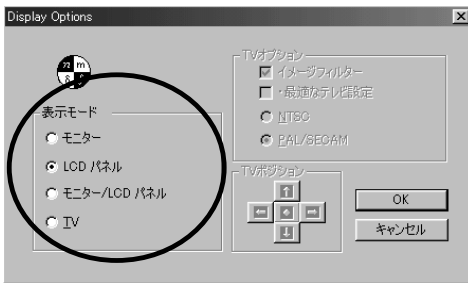 Display Options
表示モード
モニター
LCD パネル
モニター/LCD パネル
TV
TVオプション
イメージフィルター
・最適なテレビ設定
NTSC
PAL/SECAM
TVポジション
OK
キャンセル